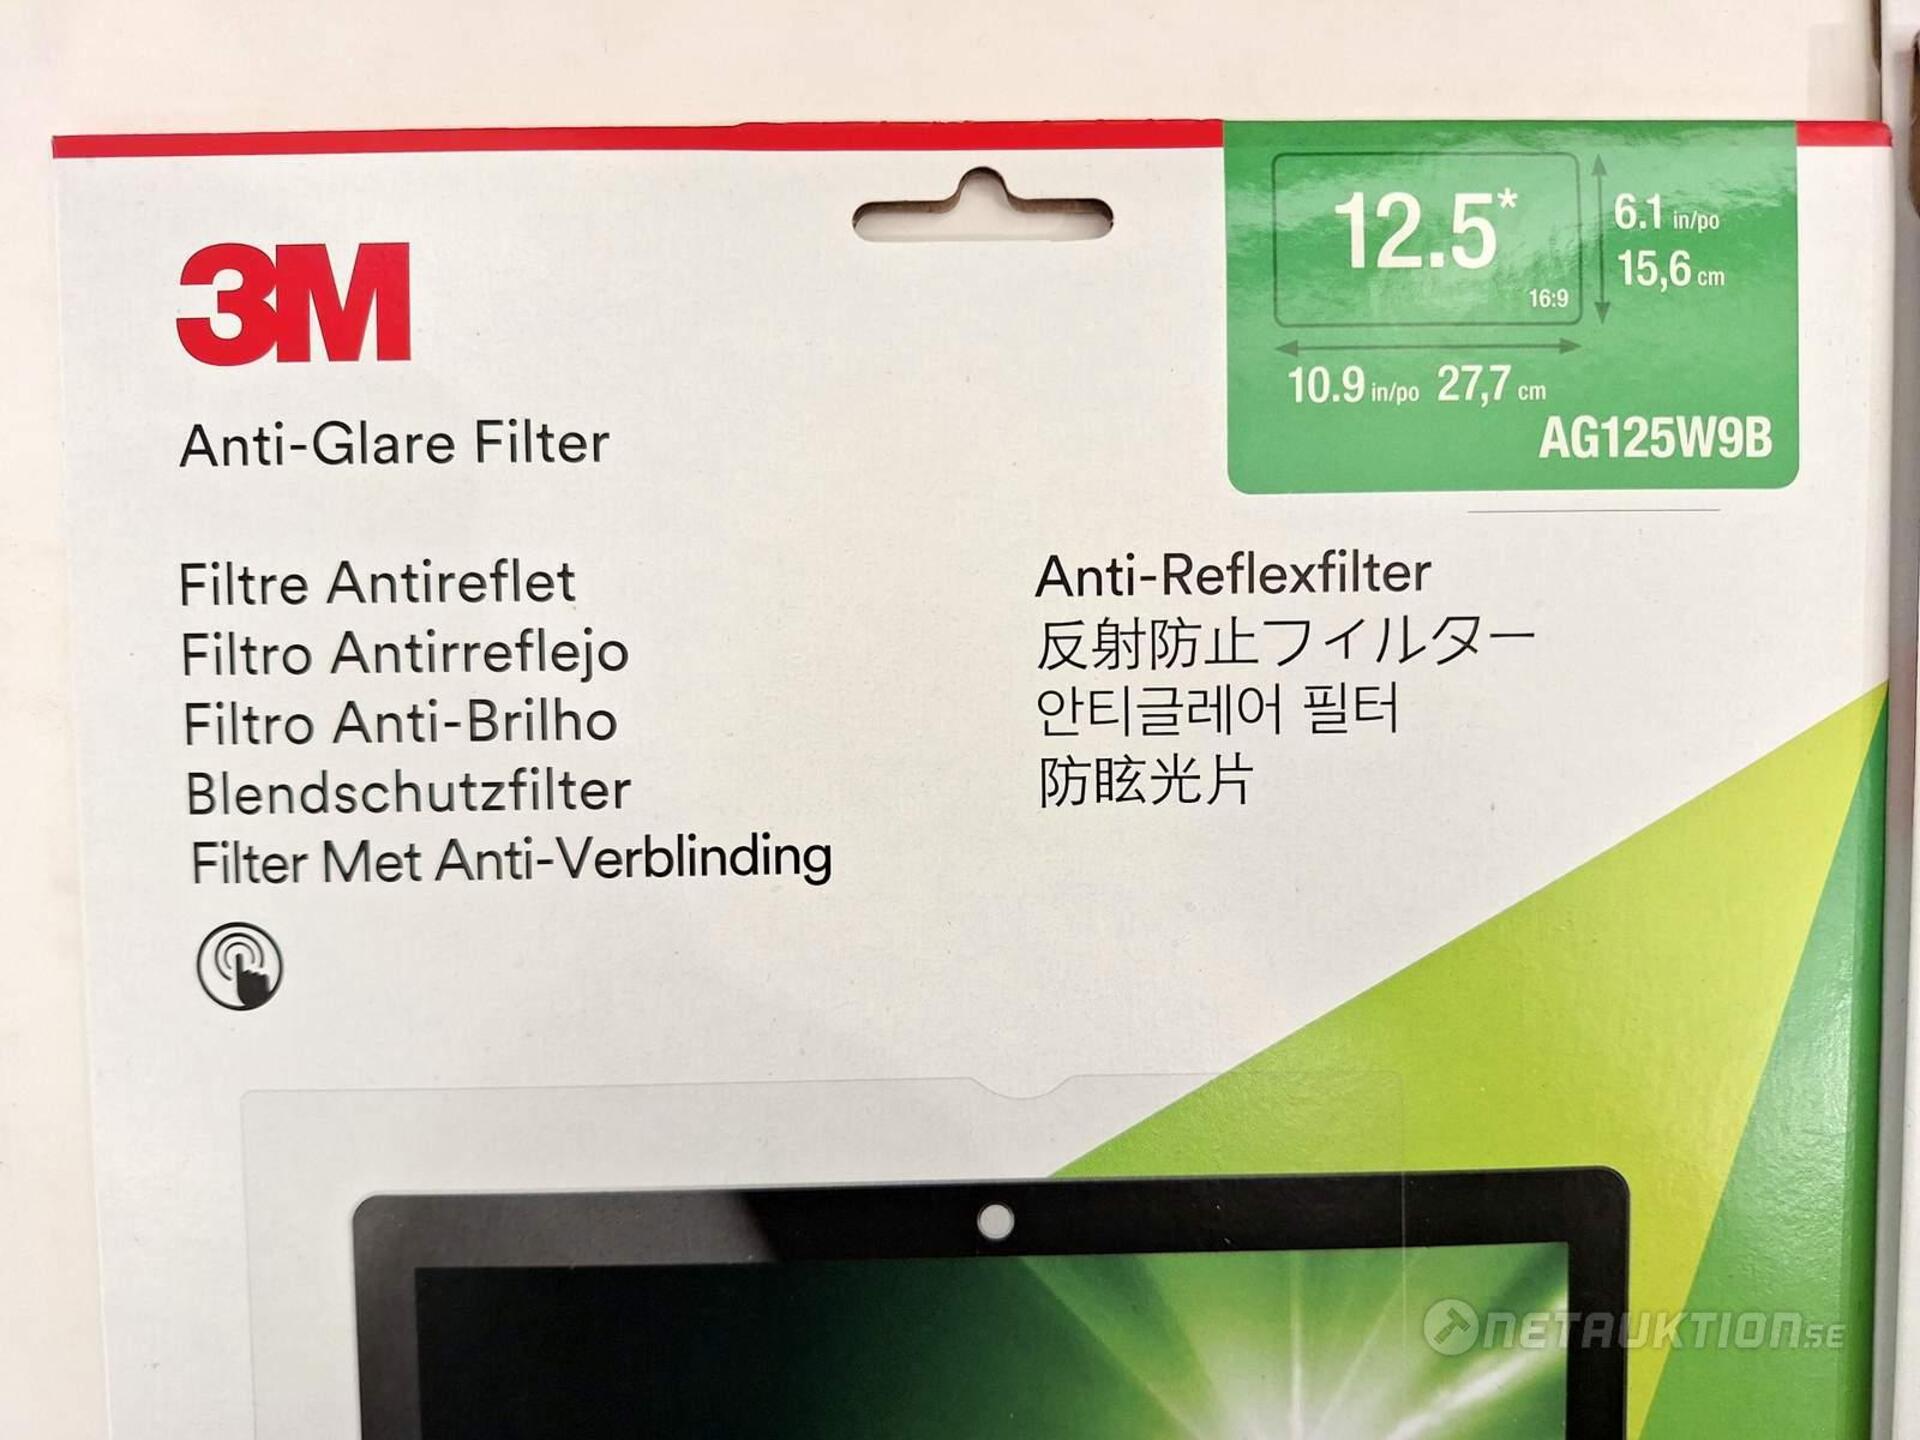 3M
Anti-Glare Filter
12.5*
16:9
6.1 in/po
15,6 cm
10.9 in/po 27,7 cm
AG125W9B
Filtre Antireflet
Filtro Antirreflejo
Filtro Anti-Brilho
Blendschutzfilter
Filter Met Anti-Verblinding
Anti-Reflexfilter
反射防止フィルター
안티글레어 필터
防眩光片
NETAUKTION.SE